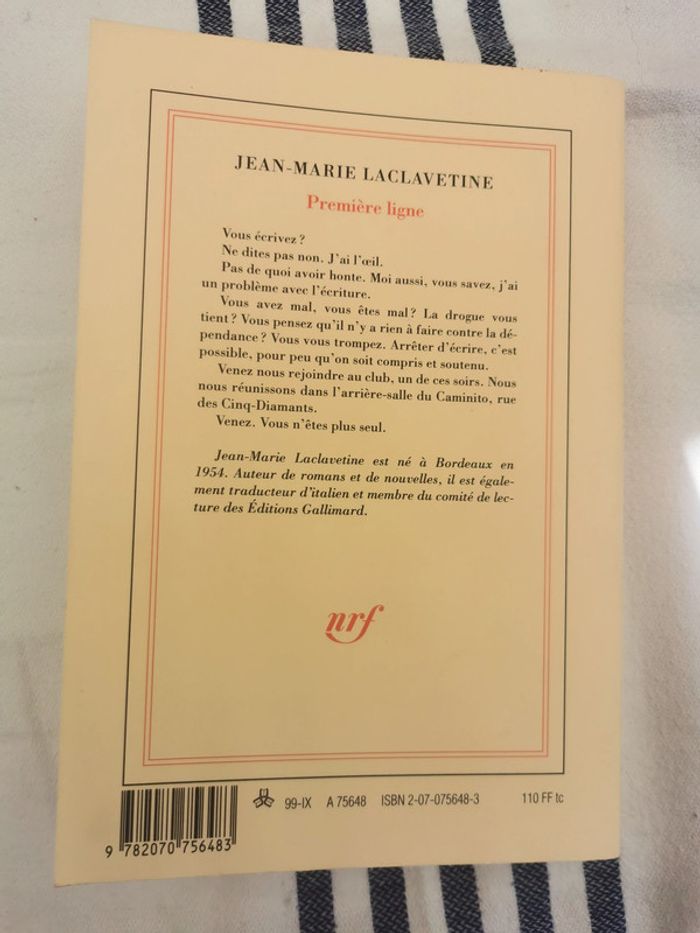 JEAN-MARIE LACLAVETINE
Première ligne
Vous écrivez ?
Ne dites pas non. J'ai l'œil.
Pas de quoi avoir honte. Moi aussi, vous savez, j'ai
un problème avec l'écriture.
Vous avez mal, vous êtes mal ? La drogue vous
tient ? Vous pensez qu'il n'y a rien à faire contre la dé-
pendance ? Vous vous trompez. Arrêter d'écrire, c'est
possible, pour peu qu'on soit compris et soutenu.
Venez nous rejoindre au club, un de ces soirs. Nous
nous réunissons dans l'arrière-salle du Caminito, rue
des Cinq-Diamants.
Venez. Vous n'êtes plus seul.
Jean-Marie Laclavetine est né à Bordeaux en
1954. Auteur de romans et de nouvelles, il est égale-
ment traducteur d'italien et membre du comité de lec-
ture des Éditions Gallimard.
nrf
99-IX A 75648 ISBN 2-07-075648-3 110 FF tc
9 782070 756483